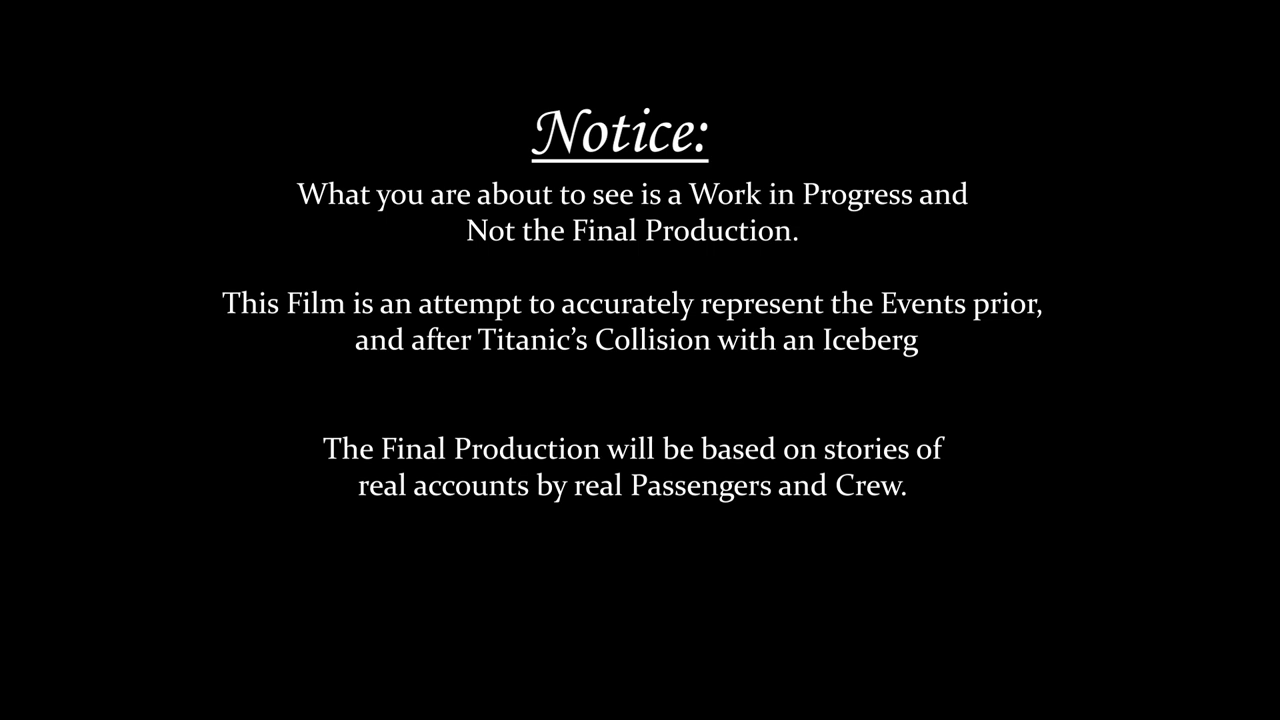 Notice:
What you are about to see is a Work in Progress and
Not the Final Production.
This Film is an attempt to accurately represent the Events prior,
and after Titanic’s Collision with an Iceberg
The Final Production will be based on stories of
real accounts by real Passengers and Crew.